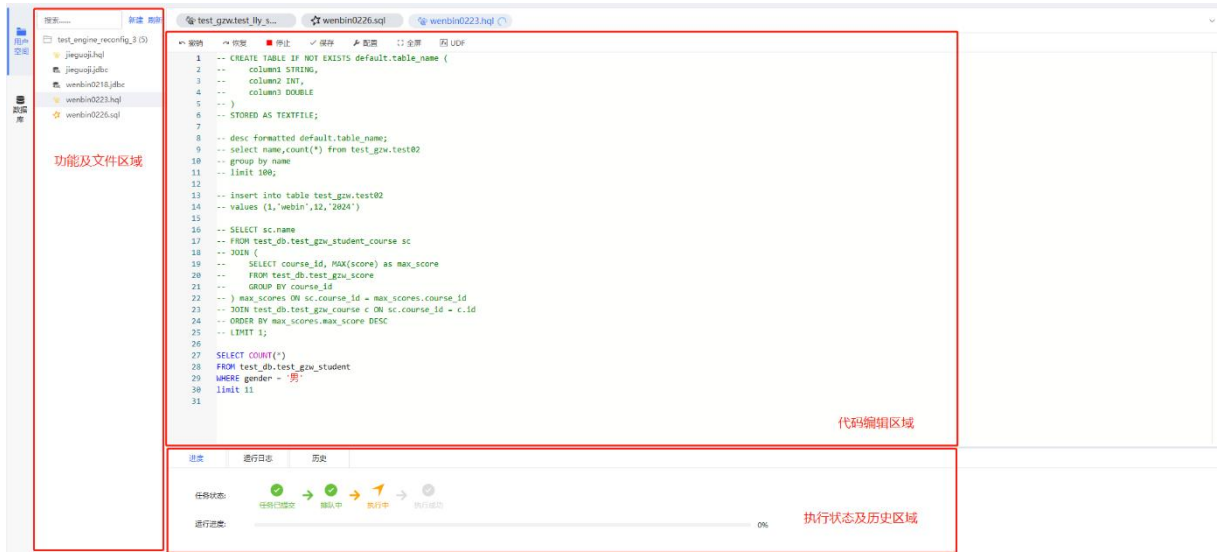 用户空间
数据库
搜索......
新建 刷新
test_engine_reconfig_3 (5)
jieguoji.hql
jieguoji.jdbc
wenbin0218.jdbc
wenbin0223.hql
wenbin0226.sql
功能及文件区域
test_gzw.test_lly_s...
wenbin0226.sql
wenbin0223.hql
撤销 恢复 停止 保存 配置 全屏 UDF
1 -- CREATE TABLE IF NOT EXISTS default.table_name (
2 -- column1 STRING,
3 -- column2 INT,
4 -- column3 DOUBLE
5 -- )
6 -- STORED AS TEXTFILE;
7
8 -- desc formatted default.table_name;
9 -- select name,count(*) from test_gzw.test02
10 -- group by name
11 -- limit 100;
12
13 -- insert into table test_gzw.test02
14 -- values (1,'webin',12,'2024')
15
16 -- SELECT sc.name
17 -- FROM test_db.test_gzw_student_course sc
18 -- JOIN (
19 -- SELECT course_id, MAX(score) as max_score
20 -- FROM test_db.test_gzw_score
21 -- GROUP BY course_id
22 -- ) max_scores ON sc.course_id = max_scores.course_id
23 -- JOIN test_db.test_gzw_course c ON sc.course_id = c.id
24 -- ORDER BY max_scores.max_score DESC
25 -- LIMIT 1;
26
27 SELECT COUNT(*)
28 FROM test_db.test_gzw_student
29 WHERE gender = '男'
30 limit 11
31
代码编辑区域
进度 运行日志 历史
任务状态:
任务已提交 排队中 执行中 执行成功
运行进度:
0%
执行状态及历史区域